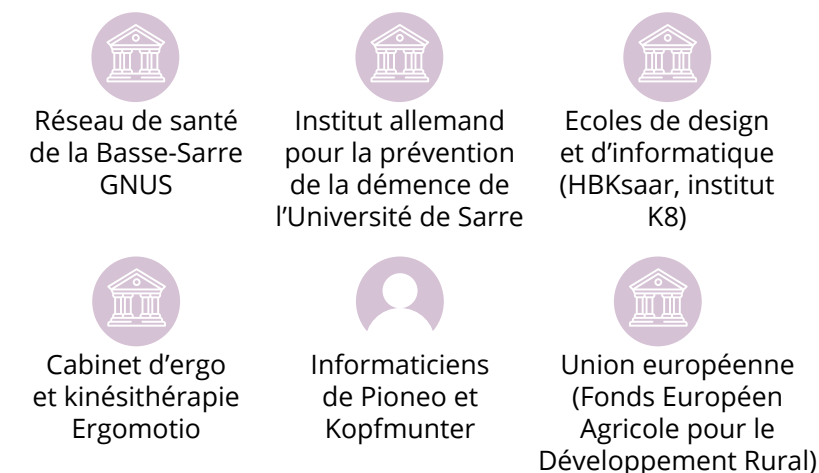 Réseau de santé
de la Basse-Sarre
GNUS
Institut allemand
pour la prévention
de la démence de
l'Université de Sarre
Ecoles de design
et d'informatique
(HBKsaar, institut
K8)
Cabinet d'ergo
et kinésithérapie
Ergomotio
Informaticiens
de Pioneo et
Kopfmunter
Union européenne
(Fonds Européen
Agricole pour le
Développement Rural)